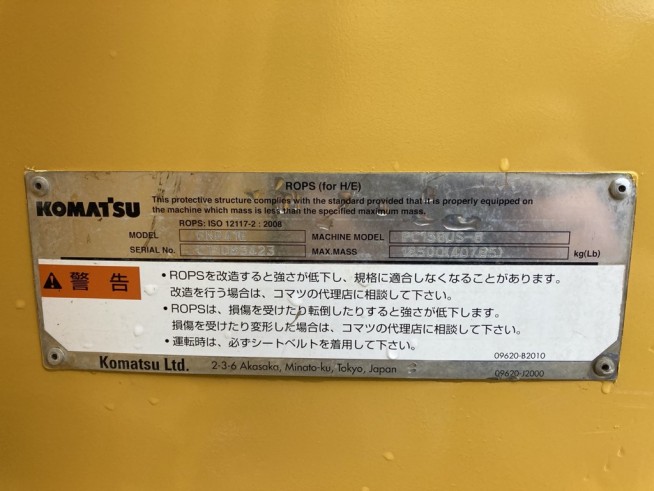 ROPS (for H/E)
KOMATSU
This protective structure complies with the standard provided that it is properly equipped on
the machine which mass is less than the specified maximum mass.
ROPS: ISO 12117-2 : 2008
MODEL MACHINE MODEL
SERIAL No. MAX.MASS kg(Lb)
警告
• ROPSを改造すると強さが低下し、規格に適合しなくなることがあります。
改造を行う場合は、コマツの代理店に相談して下さい。
• ROPSは、損傷を受けたり転倒したりすると強さが低下します。
損傷を受けたり変形した場合は、コマツの代理店に相談して下さい。
• 運転時は、必ずシートベルトを着用して下さい。
09620-B2010
Komatsu Ltd. 2-3-6 Akasaka, Minato-ku, Tokyo, Japan
09620-J2000